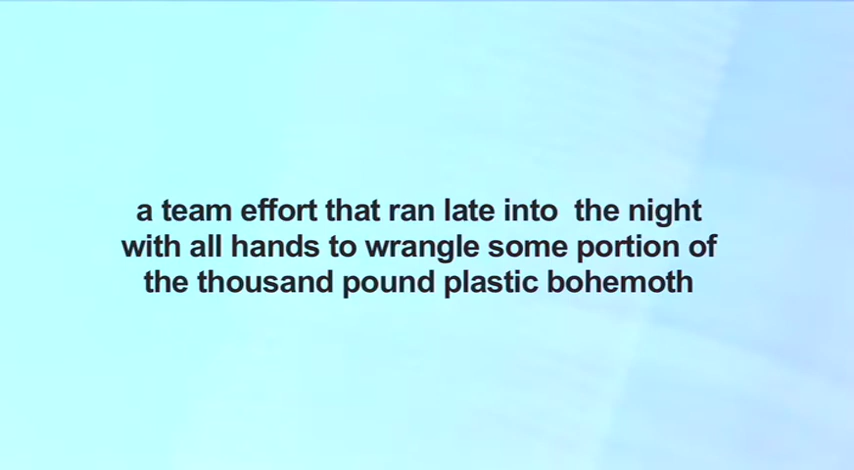 a team effort that ran late into  the night
with all hands to wrangle some portion of
the thousand pound plastic bohemoth